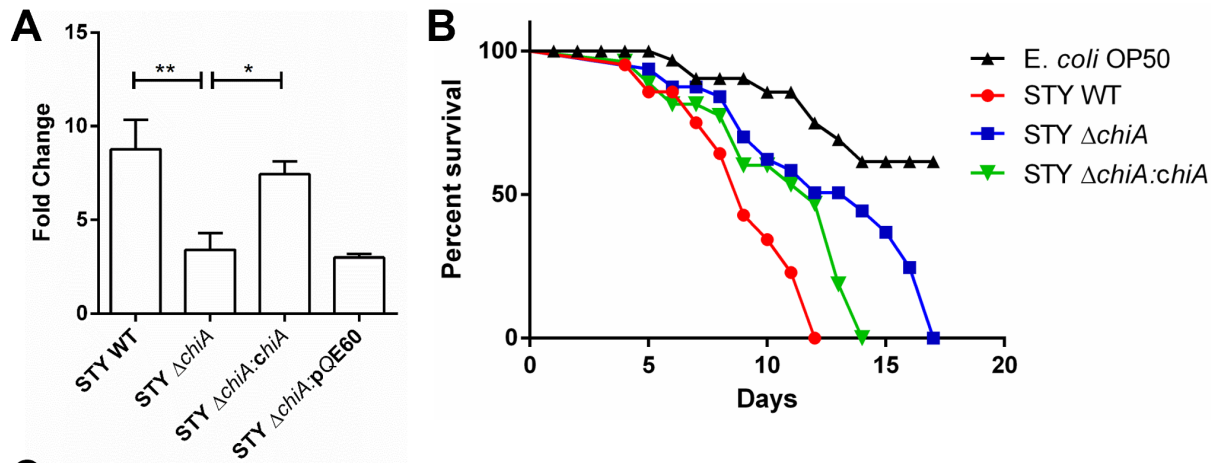 A
B
15
10
5
0
Fold Change
** *
STY WT
STY ΔchiA
STY ΔchiA:chiA
STY ΔchiA:pQE60
100
50
0
Percent survival
0 5 10 15 20
Days
E. coli OP50
STY WT
STY ΔchiA
STY ΔchiA:chiA